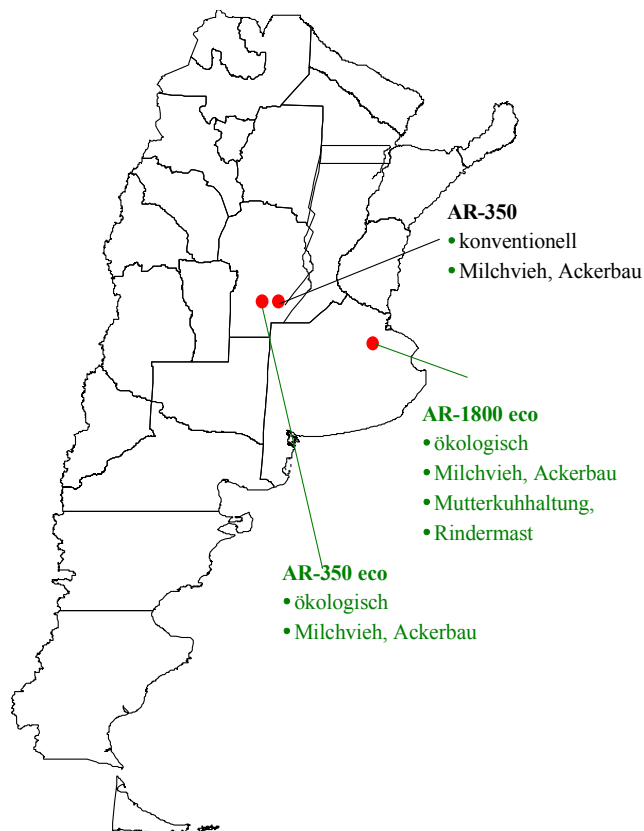 AR-350
• konventionell
• Milchvieh, Ackerbau
AR-1800 eco
• ökologisch
• Milchvieh, Ackerbau
• Mutterkuhhaltung,
• Rindermast
AR-350 eco
• ökologisch
• Milchvieh, Ackerbau